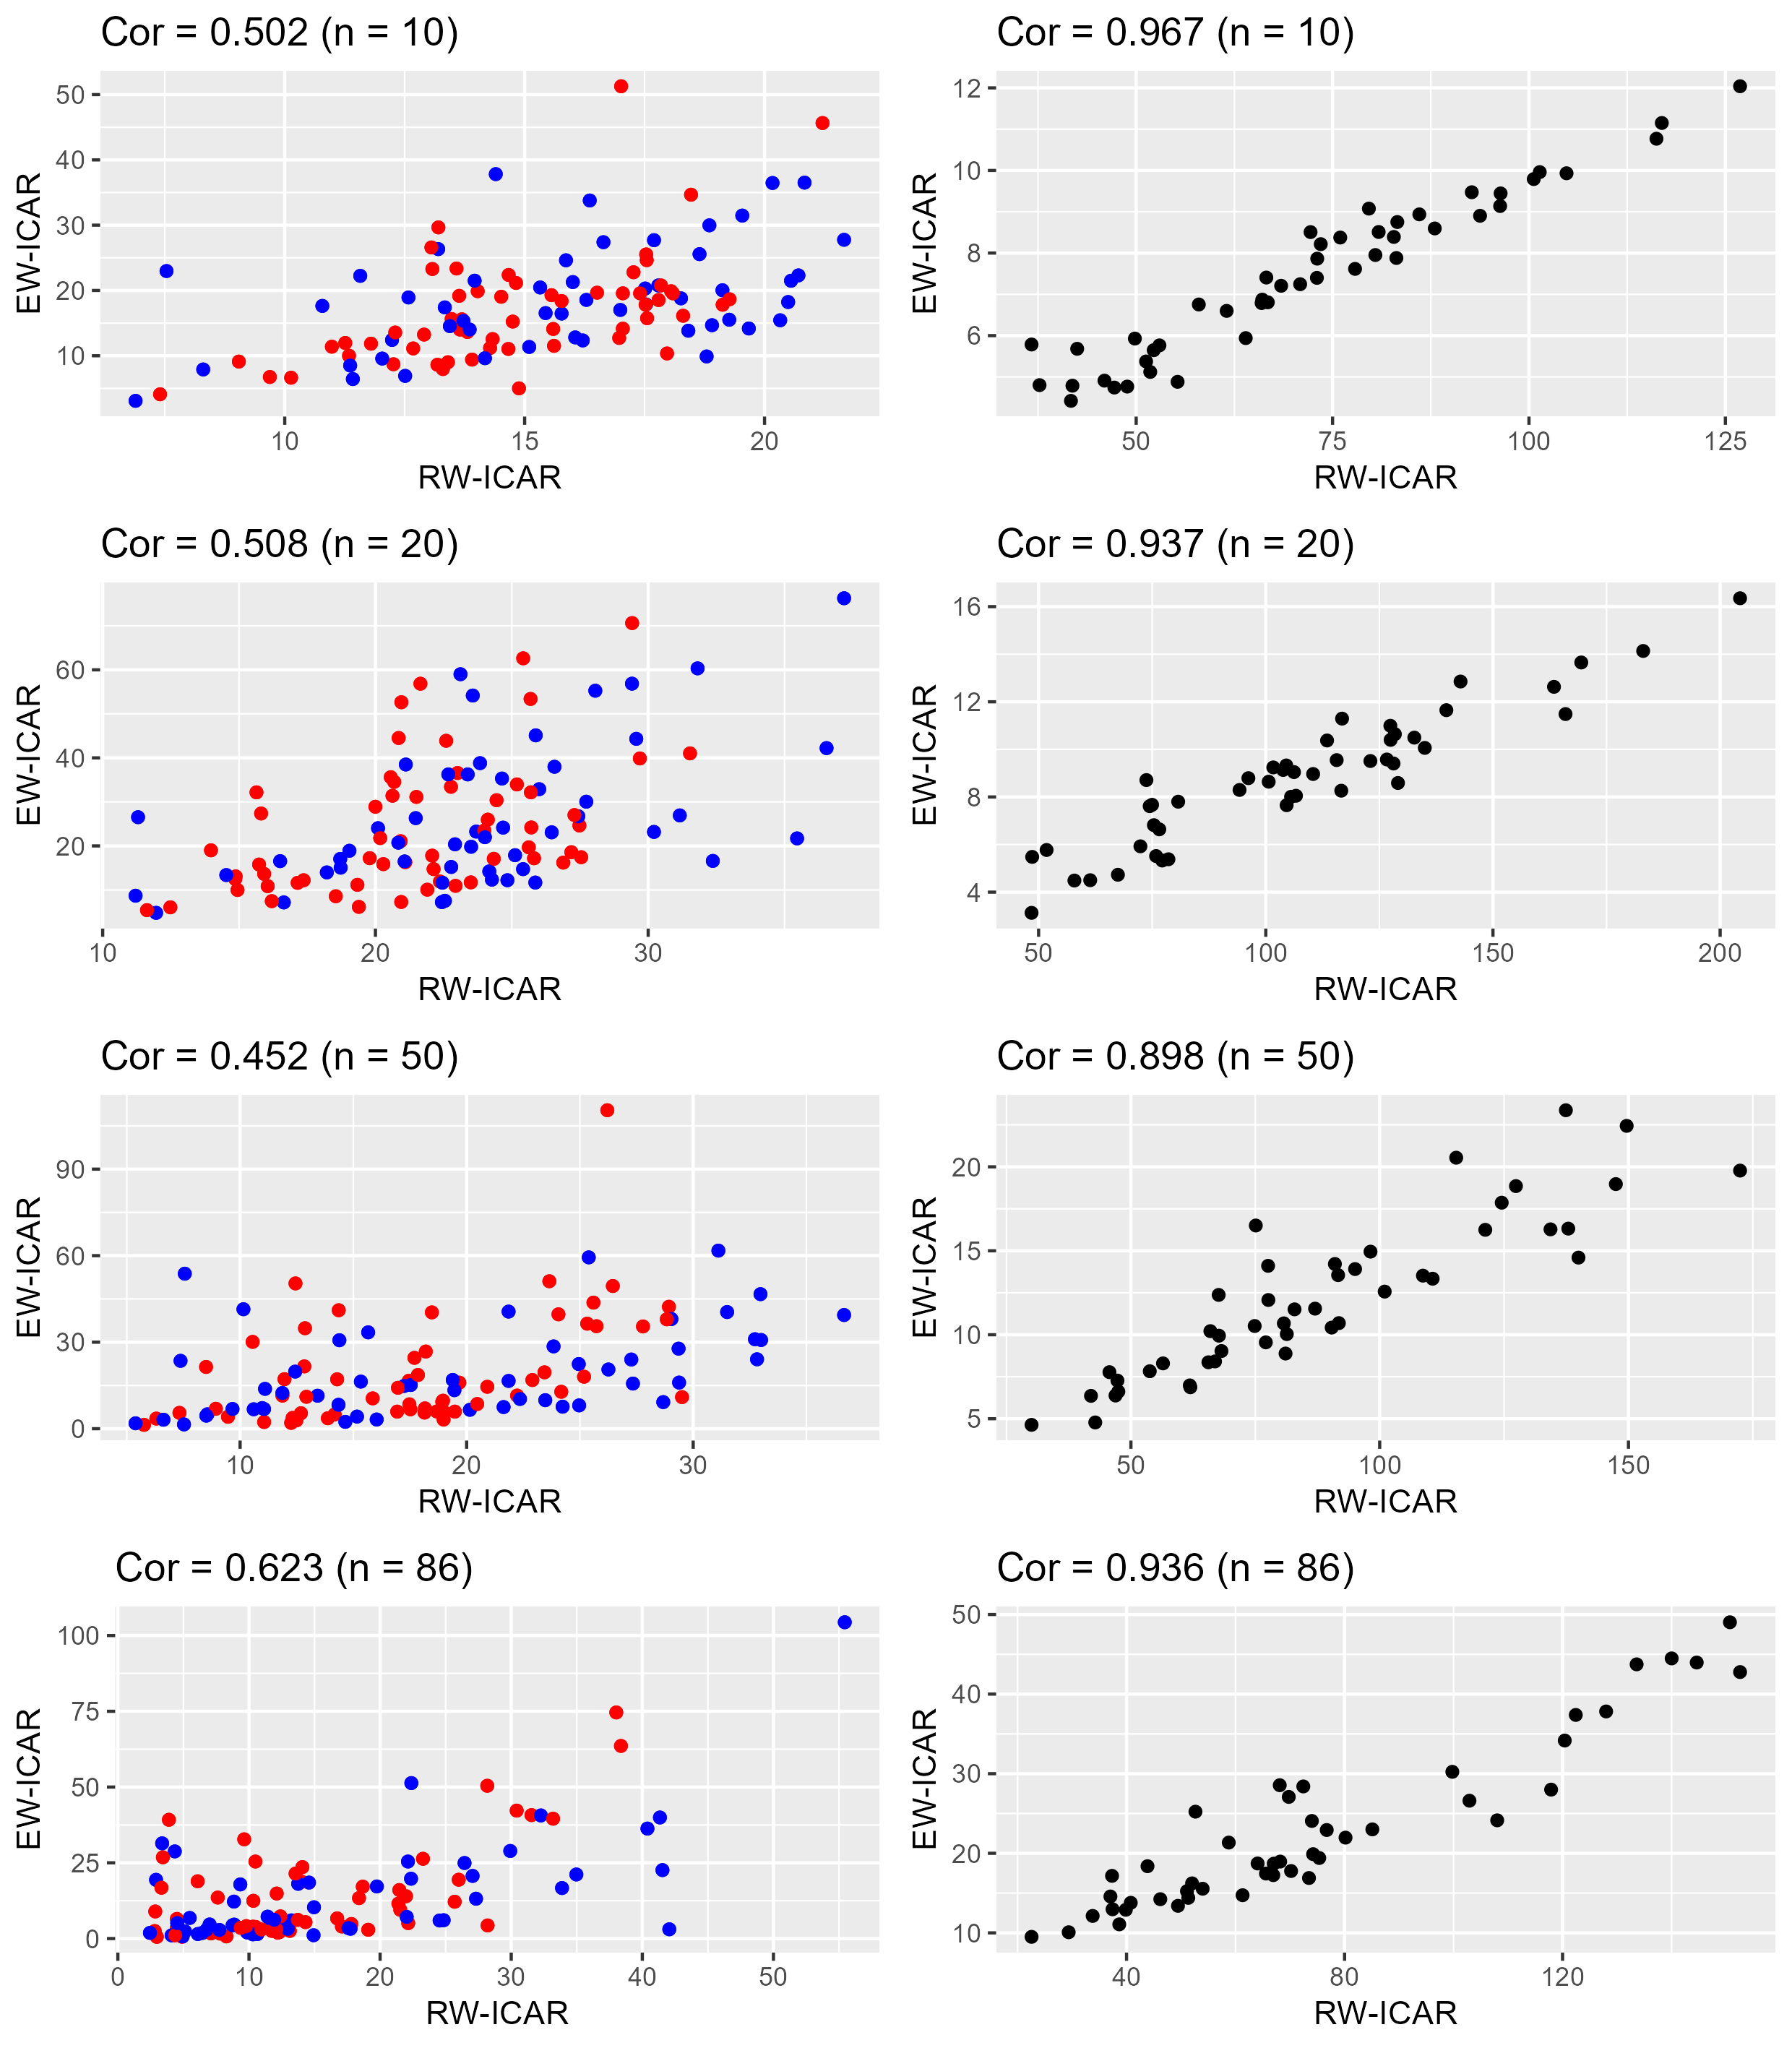 Cor = 0.502 (n = 10)
50
40
30
20
10
EW-ICAR
10 15 20
RW-ICAR
Cor = 0.967 (n = 10)
12
10
8
6
EW-ICAR
50 75 100 125
RW-ICAR
Cor = 0.508 (n = 20)
60
40
20
EW-ICAR
10 20 30
RW-ICAR
Cor = 0.937 (n = 20)
16
12
8
4
EW-ICAR
50 100 150 200
RW-ICAR
Cor = 0.452 (n = 50)
90
60
30
0
EW-ICAR
10 20 30
RW-ICAR
Cor = 0.898 (n = 50)
20
15
10
5
EW-ICAR
50 100 150
RW-ICAR
Cor = 0.623 (n = 86)
100
75
50
25
0
EW-ICAR
0 10 20 30 40 50
RW-ICAR
Cor = 0.936 (n = 86)
50
40
30
20
10
EW-ICAR
40 80 120
RW-ICAR